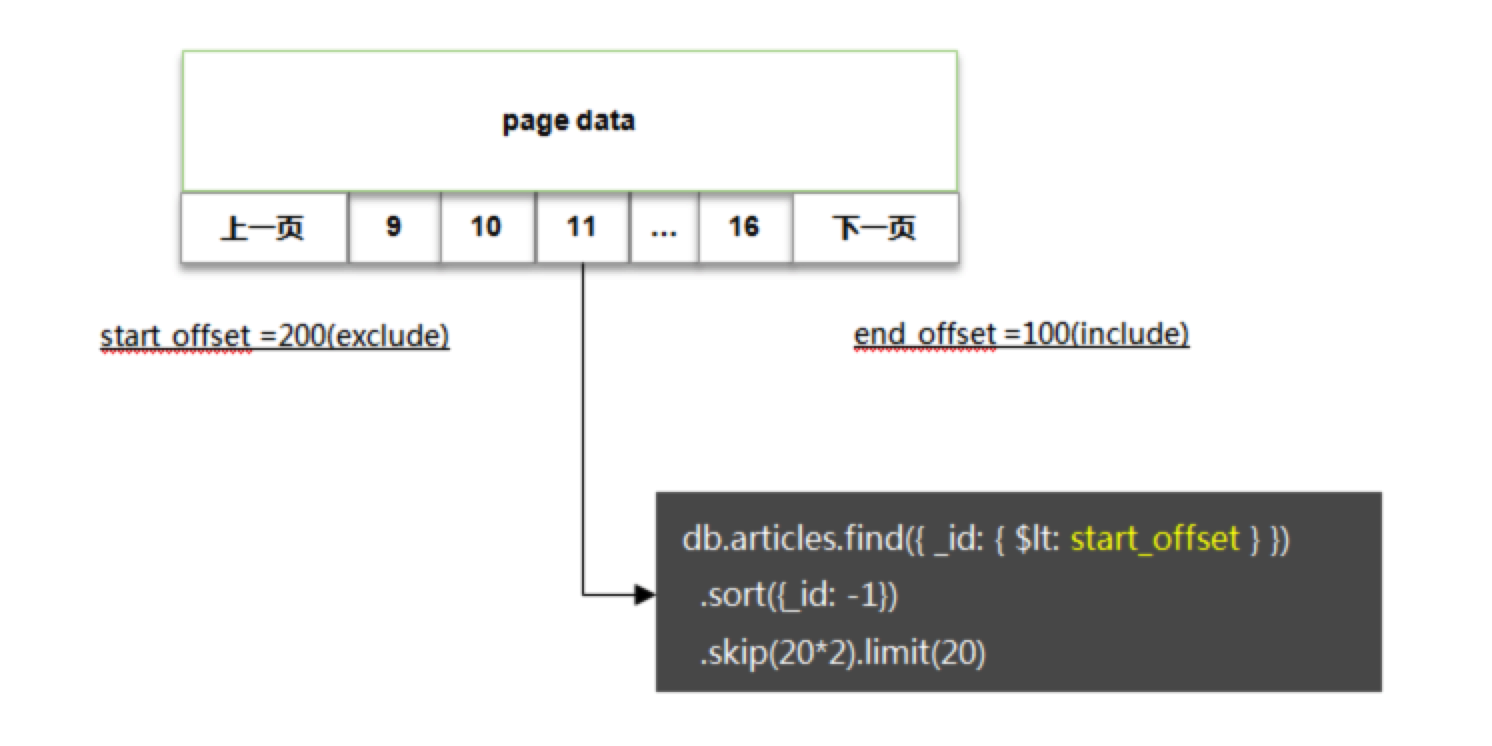 page data
上一页 9 10 11 ... 16 下一页
start_offset =200(exclude)
end_offset =100(include)
db.articles.find({ _id: { $lt: start_offset } })
.sort({_id: -1})
.skip(20*2).limit(20)